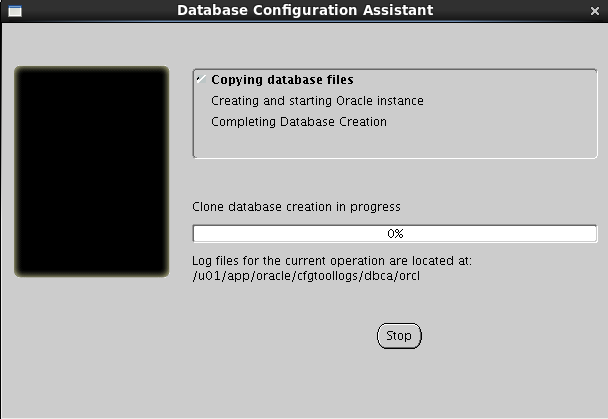 Database Configuration Assistant
Copying database files
Creating and starting Oracle instance
Completing Database Creation
Clone database creation in progress
0%
Log files for the current operation are located at:
/u01/app/oracle/cfgtoollogs/dbca/orcl
Stop